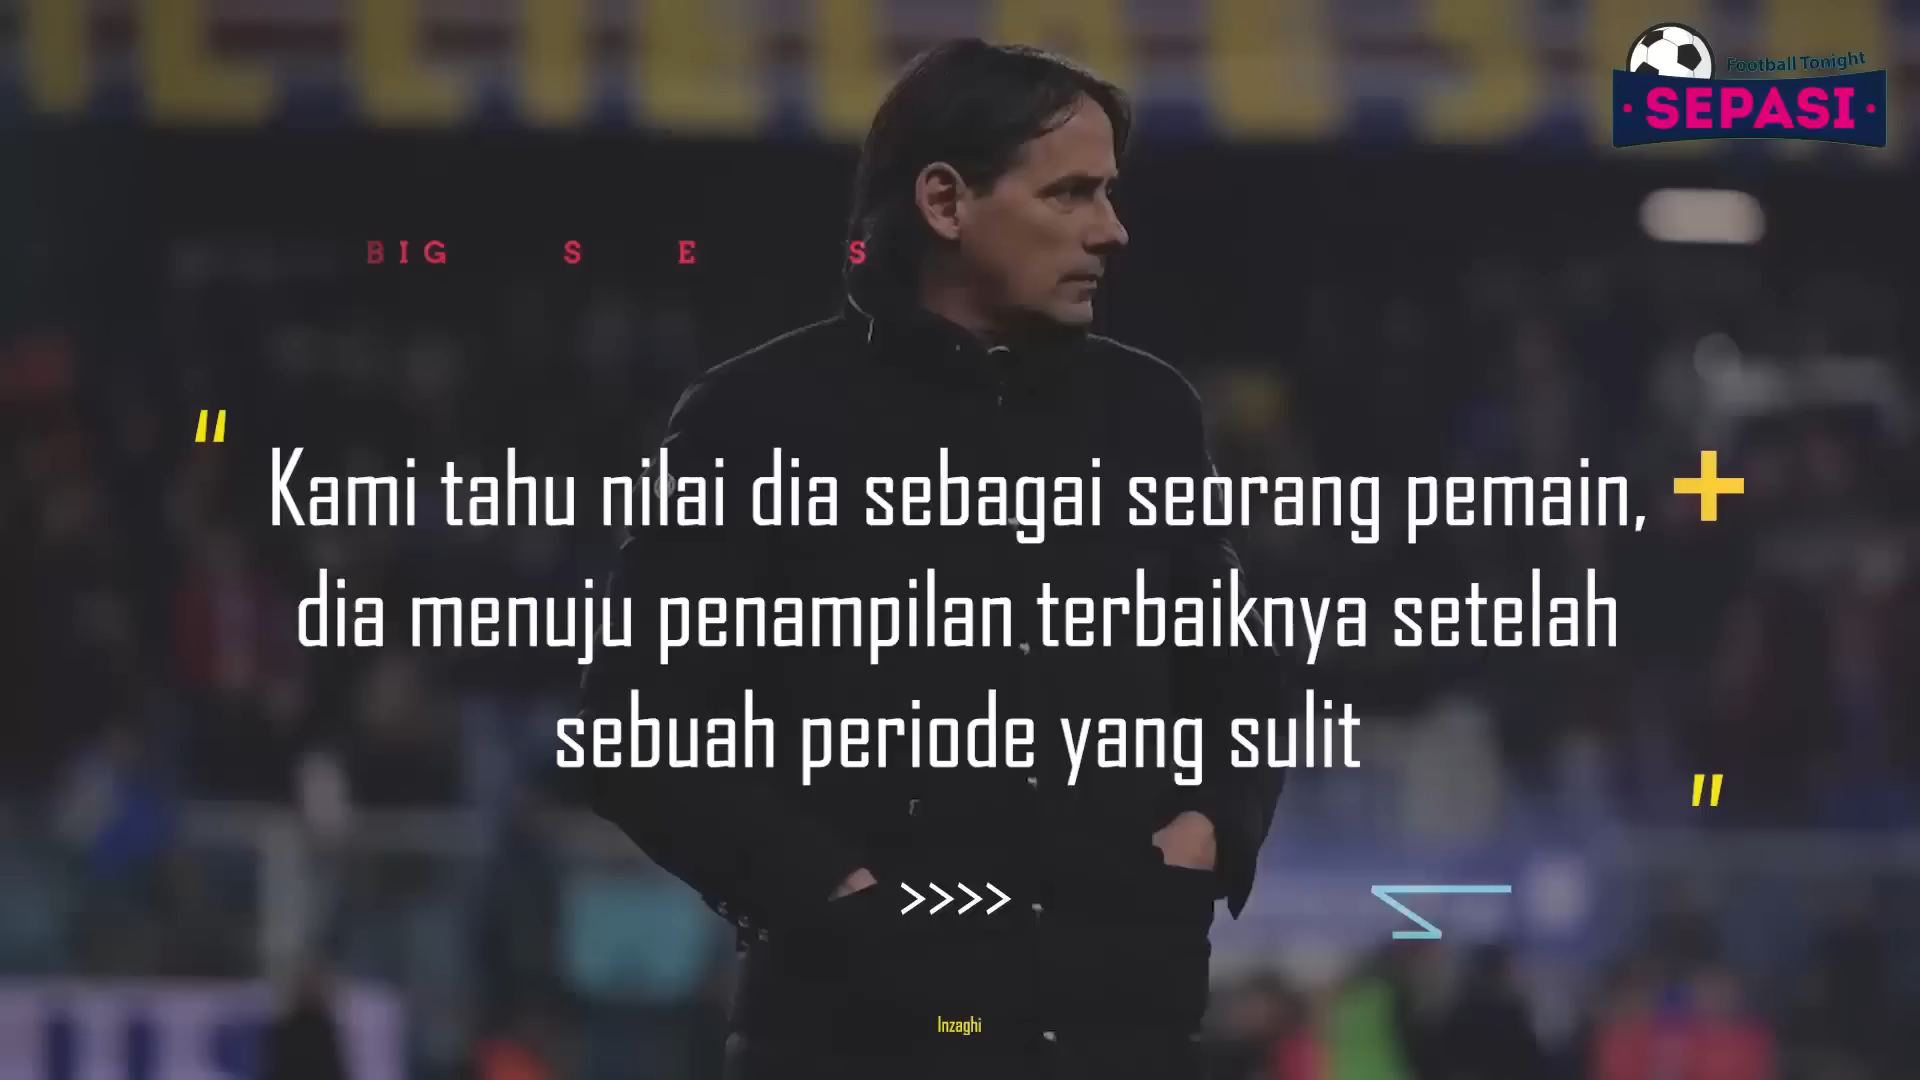 Football Tonight
SEPASI
BIG S E S
" Kami tahu nilai dia sebagai seorang pemain,
dia menuju penampilan terbaiknya setelah
sebuah periode yang sulit "
>>>>
Inzaghi